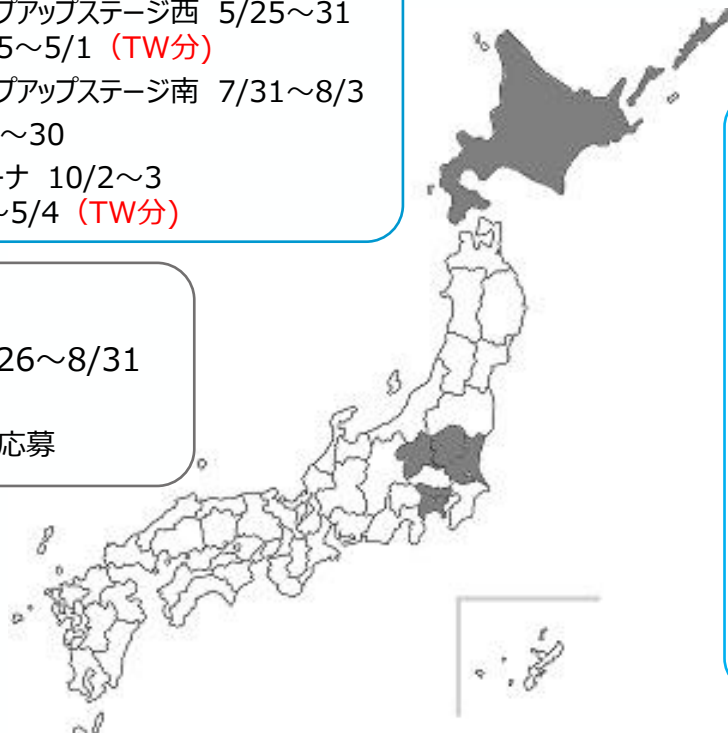 プアップステージ西 5/25～31
5～5/1（TW分）
プアップステージ南 7/31～8/3
～30
ーナ 10/2～3
～5/4（TW分）
26～8/31
応募